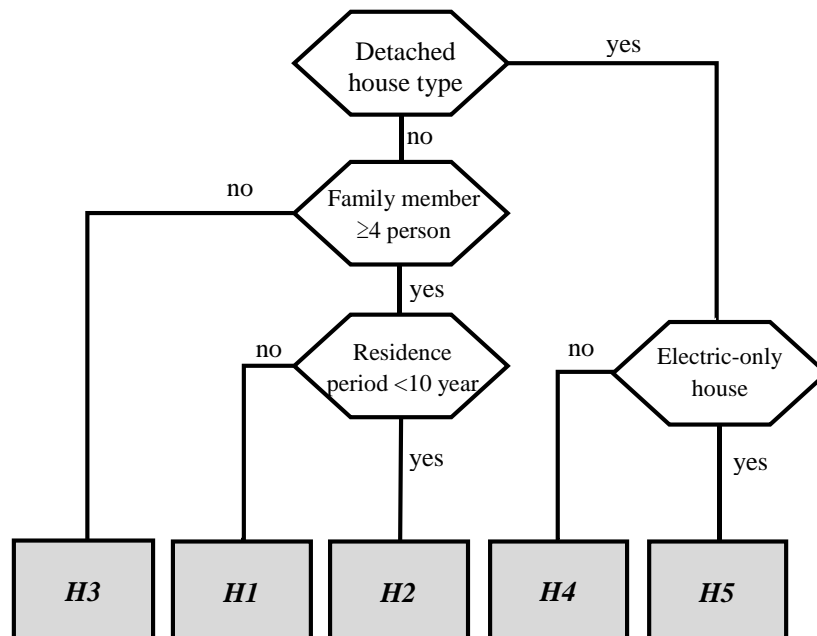 Detached
house type
yes
no
no
Family member
≥4 person
yes
no
Residence
period <10 year
no
Electric-only
house
yes
yes
H3
H1
H2
H4
H5